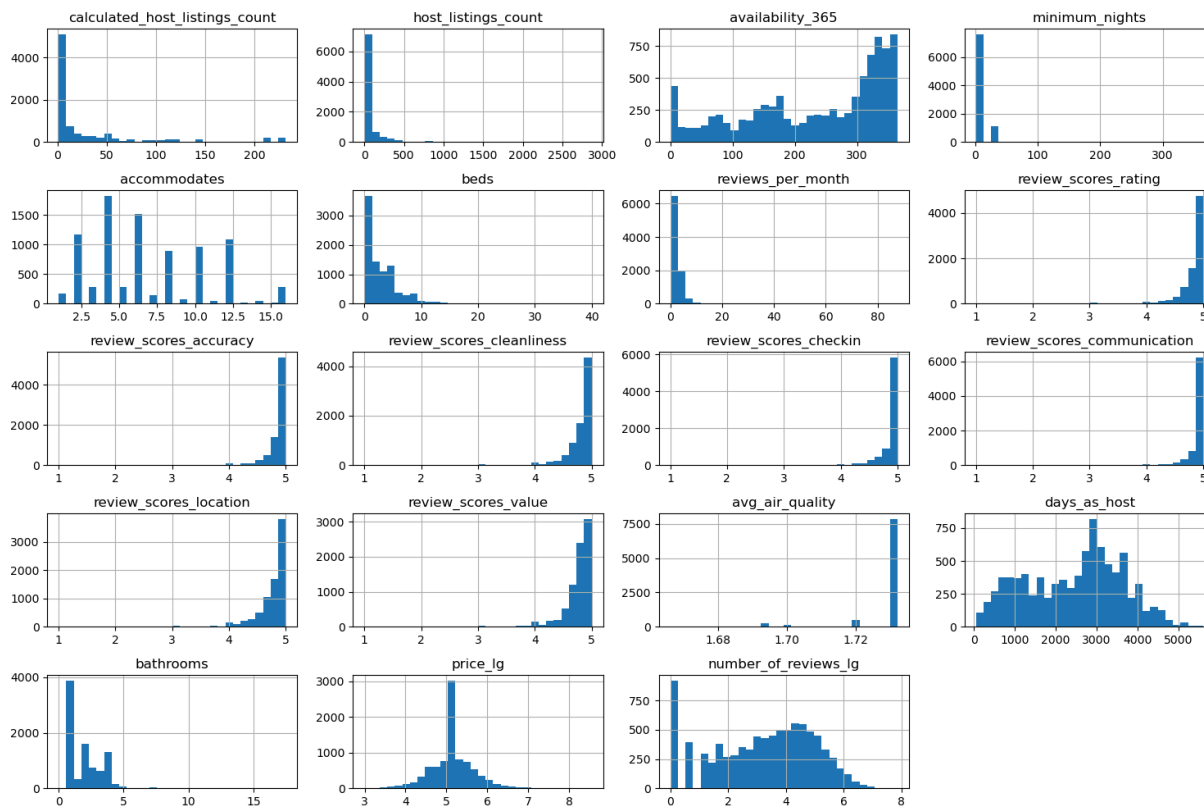 calculated_host_listings_count host_listings_count availability_365 minimum_nights
4000 2000 0
0 50 100 150 200
6000 4000 2000 0
0 500 1000 1500 2000 2500 3000
750 500 250 0
0 100 200 300
6000 4000 2000 0
0 100 200 300
accommodates beds reviews_per_month review_scores_rating
1500 1000 500 0
2.5 5.0 7.5 10.0 12.5 15.0
3000 2000 1000 0
0 10 20 30 40
6000 4000 2000 0
0 20 40 60 80
4000 2000 0
1 2 3 4 5
review_scores_accuracy review_scores_cleanliness review_scores_checkin review_scores_communication
4000 2000 0
1 2 3 4 5
4000 2000 0
1 2 3 4 5
6000 4000 2000 0
1 2 3 4 5
6000 4000 2000 0
1 2 3 4 5
review_scores_location review_scores_value avg_air_quality days_as_host
3000 2000 1000 0
1 2 3 4 5
3000 2000 1000 0
1 2 3 4 5
7500 5000 2500 0
1.68 1.70 1.72
750 500 250 0
0 1000 2000 3000 4000 5000
bathrooms price_lg number_of_reviews_lg
4000 2000 0
0 5 10 15
3000 2000 1000 0
3 4 5 6 7 8
750 500 250 0
0 2 4 6 8